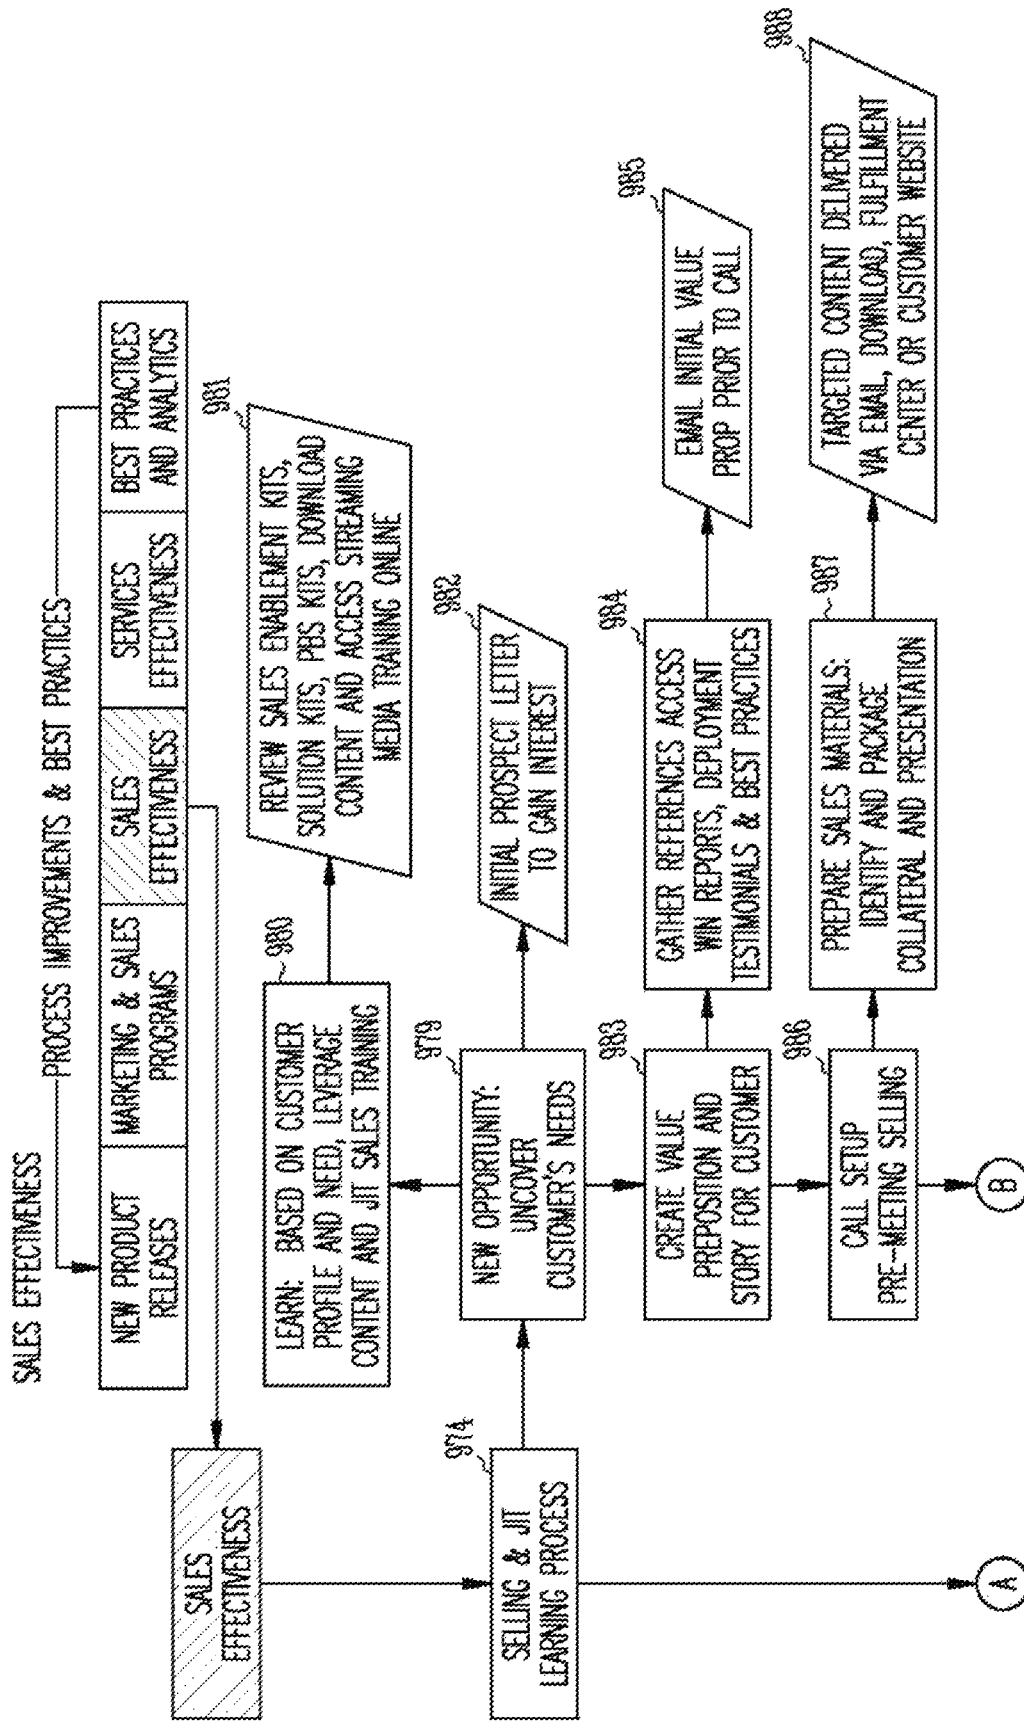 SALES EFFECTIVENESS
PROCESS IMPROVEMENTS & BEST PRACTICES
NEW PRODUCT
RELEASES
MARKETING & SALES
PROGRAMS
SALES
EFFECTIVENESS
SERVICES
EFFECTIVENESS
BEST PRACTICES
AND ANALYTICS
SALES
EFFECTIVENESS
980
LEARN: BASED ON CUSTOMER
PROFILE AND NEED, LEVERAGE
CONTENT AND JIT SALES TRAINING
981
REVIEW SALES ENABLEMENT KITS,
SOLUTION KITS, PBS KITS, DOWNLOAD
CONTENT AND ACCESS STREAMING
MEDIA TRAINING ONLINE
974
SELLING & JIT
LEARNING PROCESS
979
NEW OPPORTUNITY:
UNCOVER
CUSTOMER'S NEEDS
982
INITIAL PROSPECT LETTER
TO GAIN INTEREST
983
CREATE VALUE
PREPOSITION AND
STORY FOR CUSTOMER
984
GATHER REFERENCES ACCESS
WIN REPORTS, DEPLOYMENT
TESTIMONIALS & BEST PRACTICES
985
EMAIL INITIAL VALUE
PROP PRIOR TO CALL
986
CALL SETUP
PRE-MEETING SELLING
987
PREPARE SALES MATERIALS:
IDENTIFY AND PACKAGE
COLLATERAL AND PRESENTATION
988
TARGETED CONTENT DELIVERED
VIA EMAIL, DOWNLOAD, FULFILLMENT
CENTER OR CUSTOMER WEBSITE
A
B